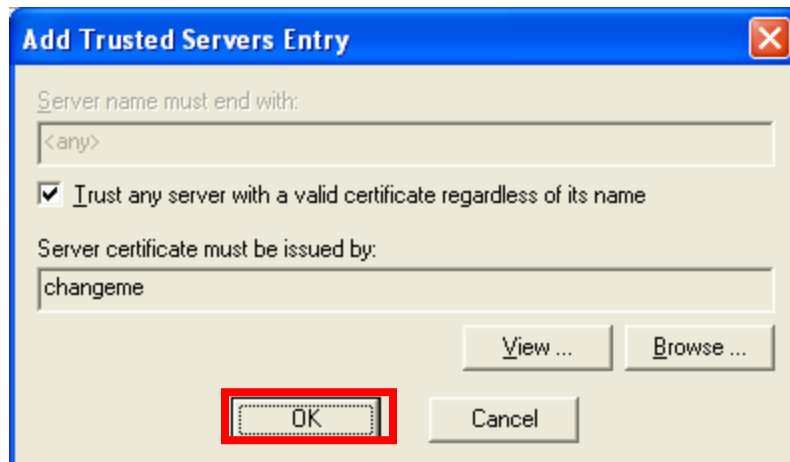 Add Trusted Servers Entry
Server name must end with:
<any>
Trust any server with a valid certificate regardless of its name
Server certificate must be issued by:
changeme
View ... Browse ...
OK Cancel